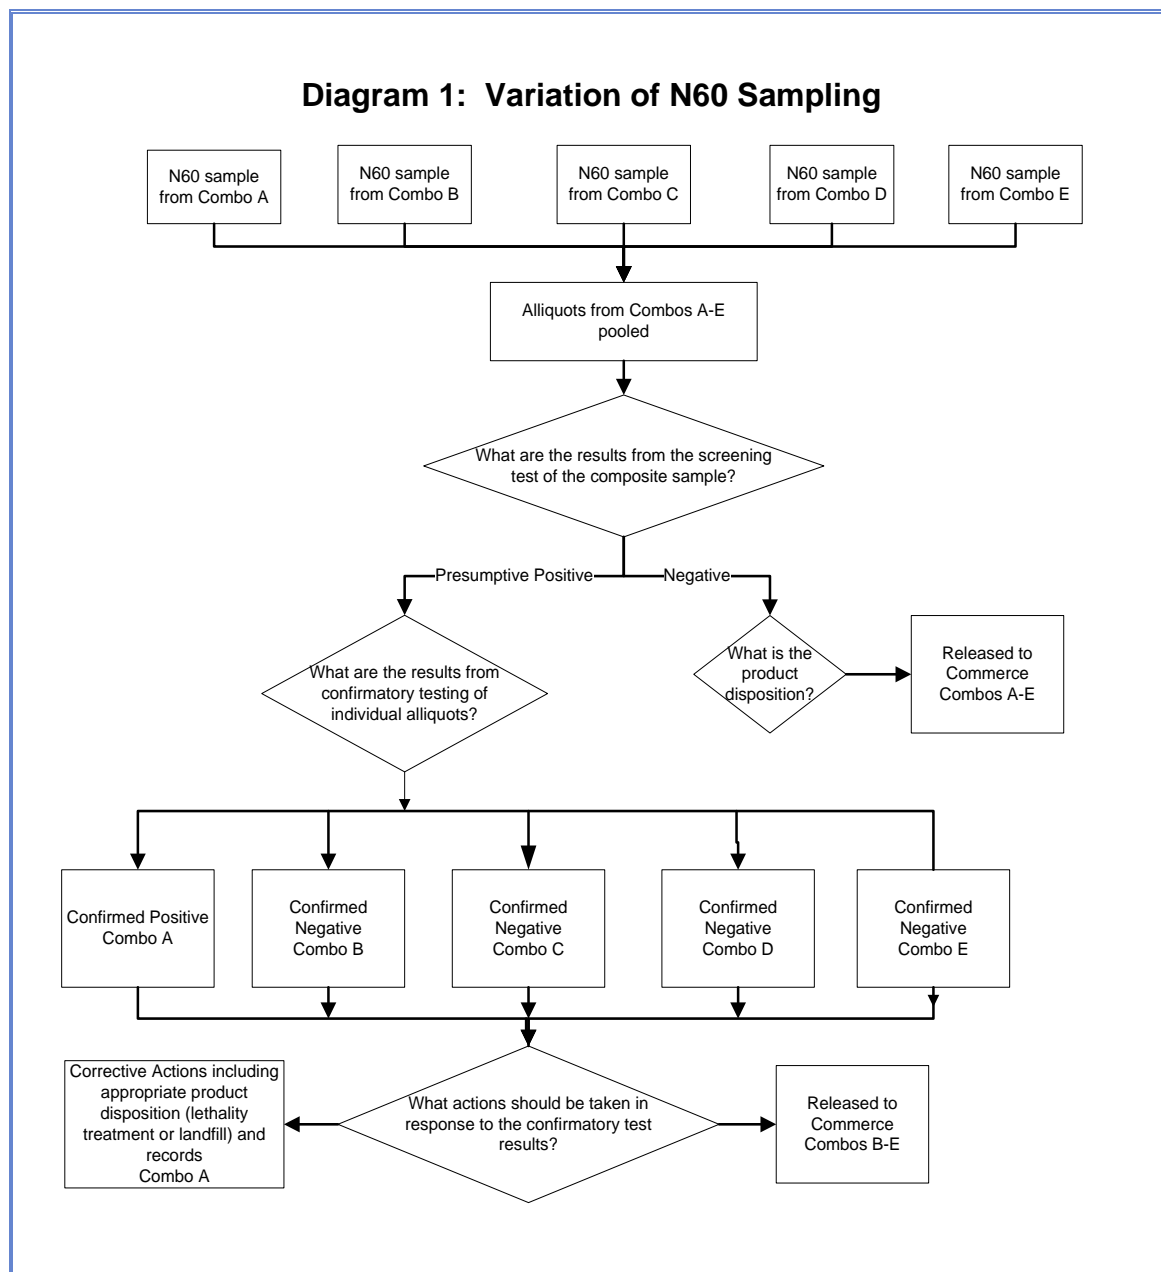 Diagram 1:  Variation of N60 Sampling
N60 sample
from Combo A
N60 sample
from Combo B
N60 sample
from Combo C
N60 sample
from Combo D
N60 sample
from Combo E
Alliquots from Combos A-E
pooled
What are the results from the screening
test of the composite sample?
Presumptive Positive
Negative
What are the results from
confirmatory testing of
individual alliquots?
What is the
product
disposition?
Released to
Commerce
Combos A-E
Confirmed Positive
Combo A
Confirmed
Negative
Combo B
Confirmed
Negative
Combo C
Confirmed
Negative
Combo D
Confirmed
Negative
Combo E
Corrective Actions including
appropriate product
disposition (lethality
treatment or landfill) and
records
Combo A
What actions should be taken in
response to the confirmatory test
results?
Released to
Commerce
Combos B-E